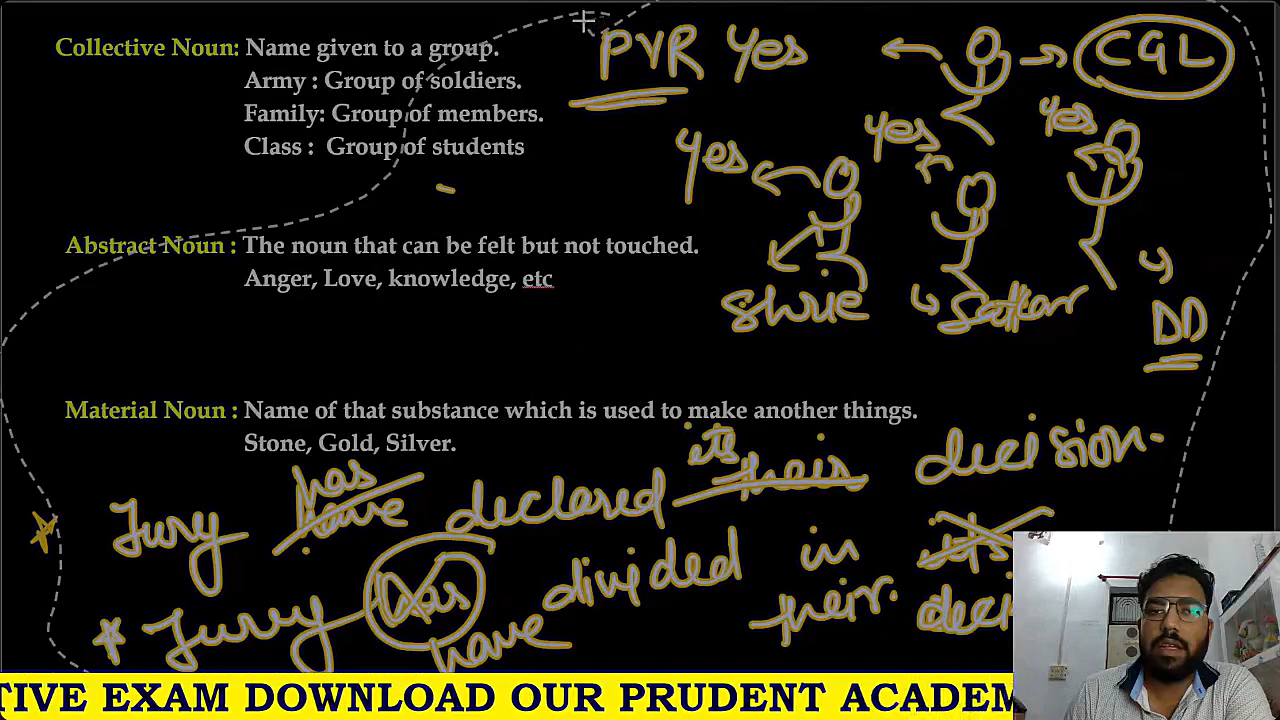 Collective Noun: Name given to a group.
Army : Group of soldiers.
Family: Group of members.
Class : Group of students
PVR Yes
CGL
Yes
Yes
Yes
Abstract Noun : The noun that can be felt but not touched.
Anger, Love, knowledge, etc
DD
Material Noun : Name of that substance which is used to make another things.
Stone, Gold, Silver.
has its
Jury have declared their decision.
Jury has divided in its
have their.
TIVE EXAM DOWNLOAD OUR PRUDENT ACADEM